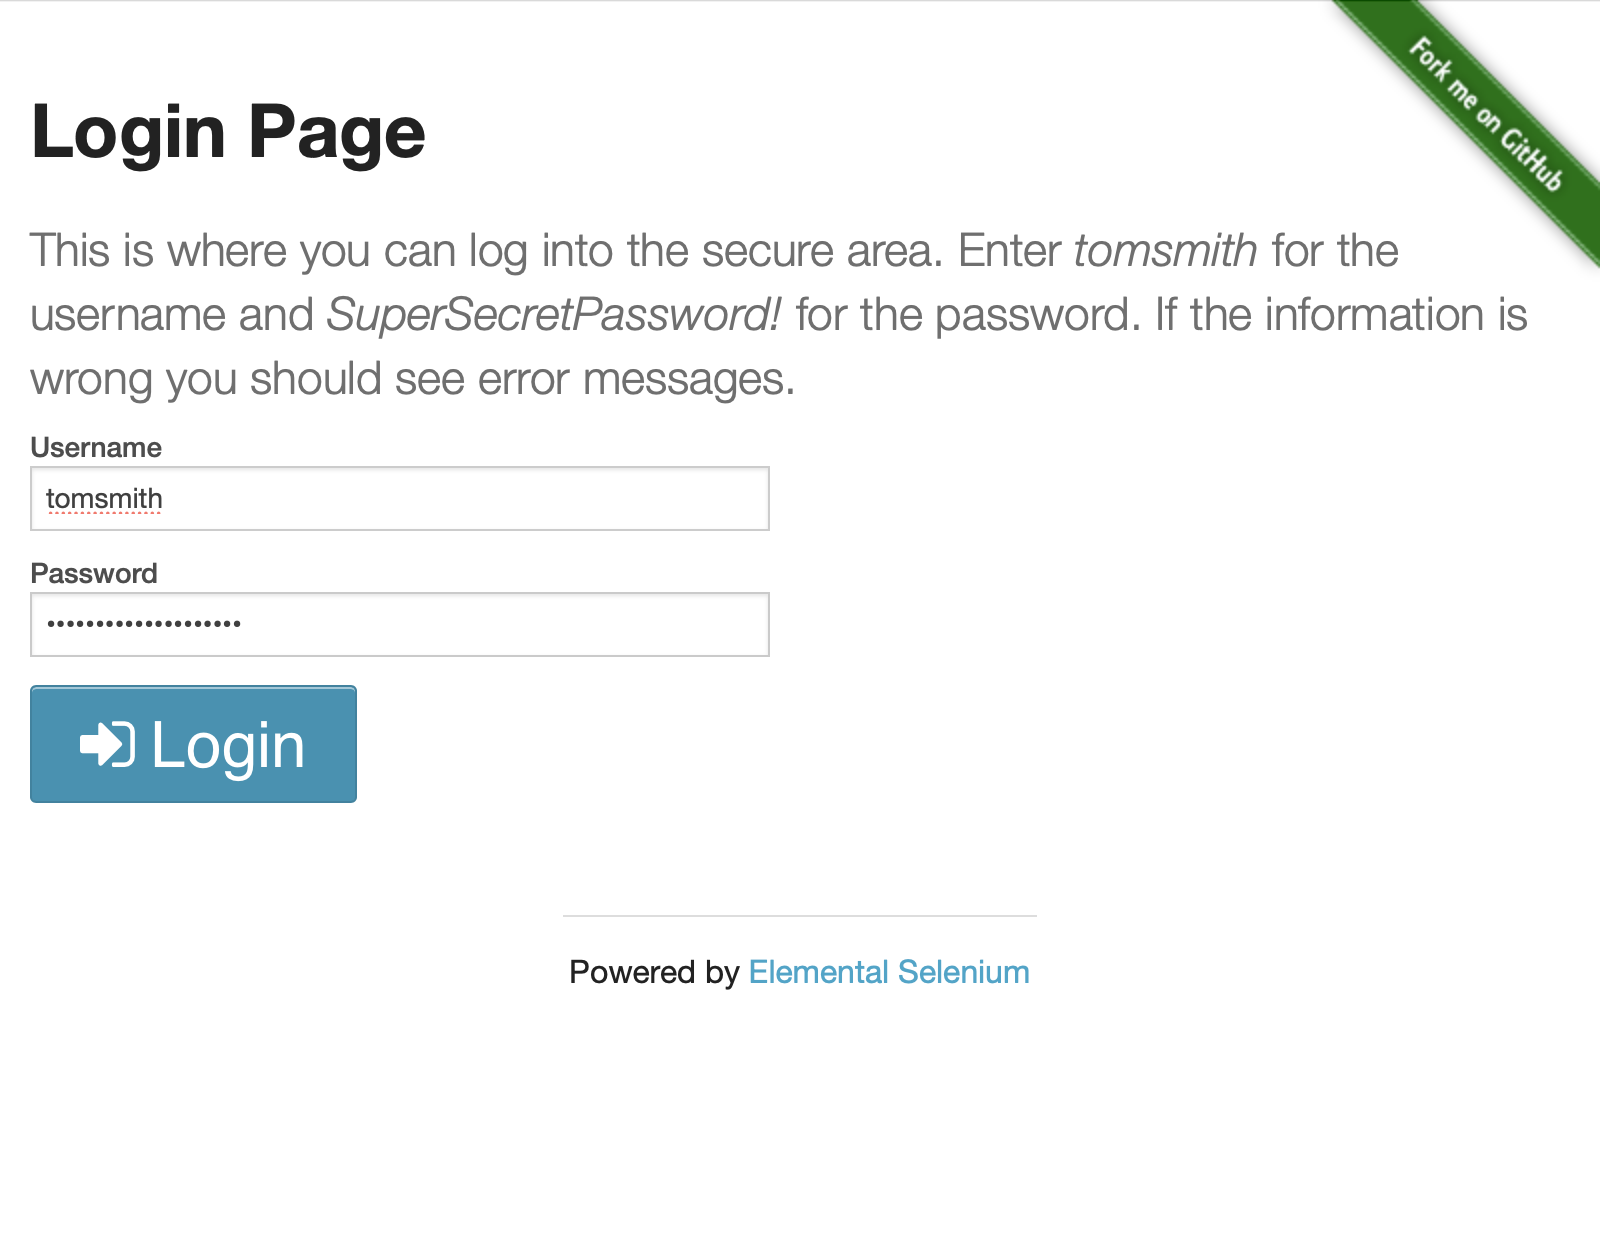 Fork me on GitHub
Login Page
This is where you can log into the secure area. Enter tomsmith for the
username and SuperSecretPassword! for the password. If the information is
wrong you should see error messages.
Username
tomsmith
Password
••••••••••••••••••••
Login
Powered by Elemental Selenium